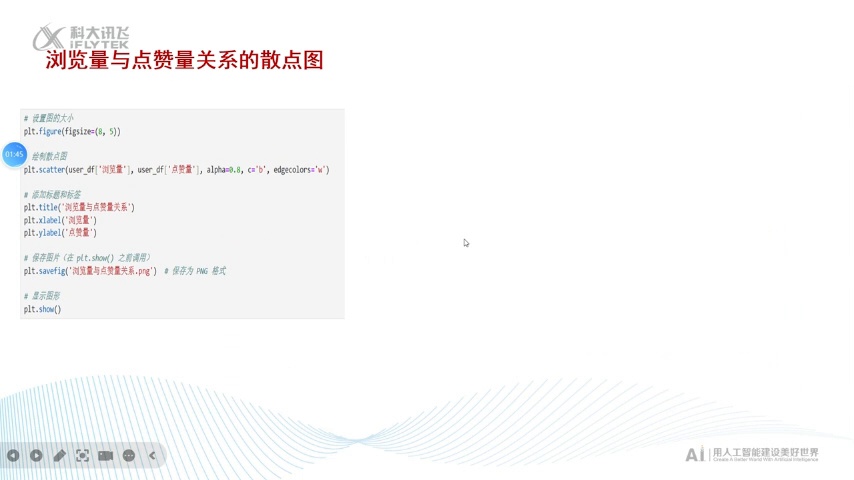 科大讯飞
iFLYTEK
浏览量与点赞量关系的散点图
# 设置图的大小
plt.figure(figsize=(8, 5))
01:45
绘制散点图
plt.scatter(user_df['浏览量'], user_df['点赞量'], alpha=0.8, c='b', edgecolors='w')
# 添加标题和标签
plt.title('浏览量与点赞量关系')
plt.xlabel('浏览量')
plt.ylabel('点赞量')
# 保存图片（在 plt.show() 之前调用）
plt.savefig('浏览量与点赞量关系.png')  # 保存为 PNG 格式
# 显示图形
plt.show()
AI 用人工智能建设美好世界
Create A Better World With Artificial Intelligence